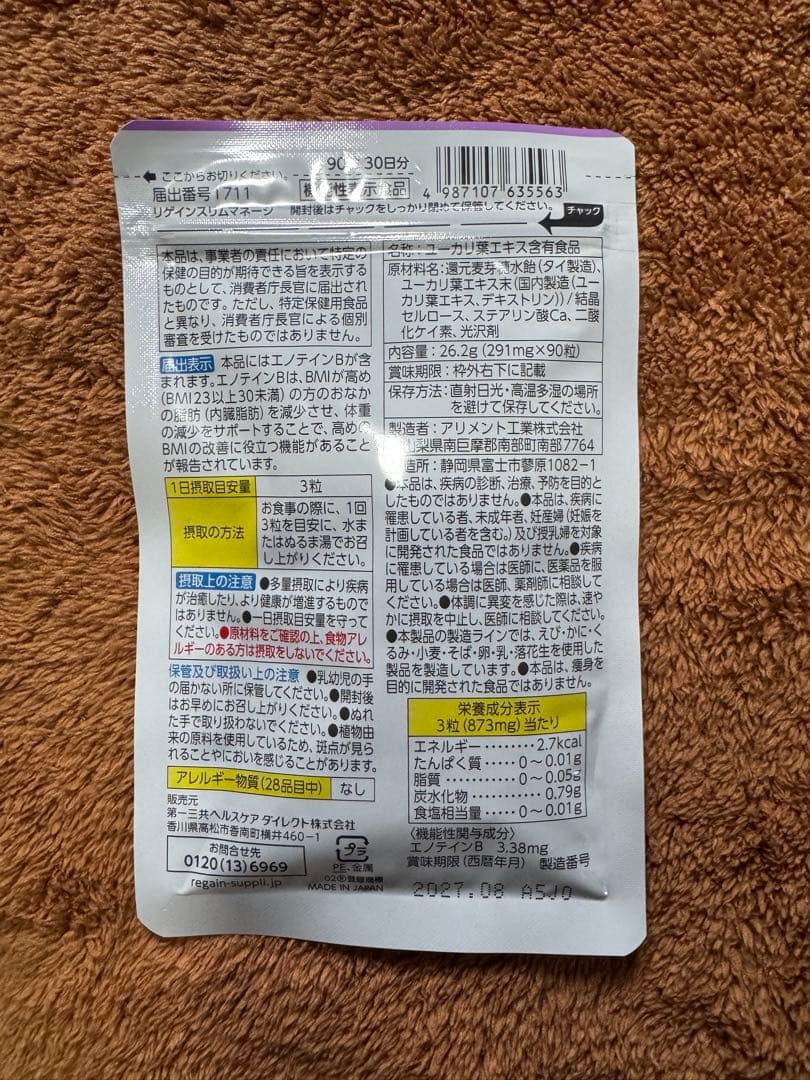 90 30日分
ここからお切りください。
届出番号I711
機能性表示食品
4 987107 635563
リゲインスリムマネージ 開封後はチャックをしっかり閉めて保管してください。
チャック
本品は、事業者の責任において特定の
保健の目的が期待できる旨を表示する
ものとして、消費者庁長官に届出され
たものです。ただし、特定保健用食品
と異なり、消費者庁長官による個別
審査を受けたものではありません。
届出表示 本品にはエノテインBが含
まれます。エノテインBは、BMIが高め
(BMI23以上30未満)の方のおなか
の脂肪(内臓脂肪)を減少させ、体重
の減少をサポートすることで、高めの
BMIの改善に役立つ機能があること
が報告されています。
1日摂取目安量 3粒
摂取の方法
お食事の際に、1回
3粒を目安に、水ま
たはぬるま湯でお召
し上がりください。
摂取上の注意 ●多量摂取により疾病
が治癒したり、より健康が増進するもので
はありません。●一日摂取目安量を守って
ください。●原材料をご確認の上、食物アレ
ルギーのある方は摂取をしないでください。
保管及び取扱い上の注意 ●乳幼児の手
の届かない所に保管してください。●開封後
はお早めにお召し上がりください。●ぬれ
た手で取り扱わないでください。●植物由
来の原料を使用しているため、斑点が見ら
れることやにおいを感じることがあります。
アレルギー物質(28品目中) なし
販売元
第一三共ヘルスケア ダイレクト株式会社
香川県高松市香南町横井460-1
お問合せ先
0120(13)6969
regain-suppli.jp
プラ
PE、金属
02®登録商標
MADE IN JAPAN
名称:ユーカリ葉エキス含有食品
原材料名:還元麦芽糖水飴(タイ製造)、
ユーカリ葉エキス末(国内製造(ユー
カリ葉エキス、デキストリン))/結晶
セルロース、ステアリン酸Ca、二酸
化ケイ素、光沢剤
内容量:26.2g(291mg×90粒)
賞味期限:枠外右下に記載
保存方法:直射日光・高温多湿の場所
を避けて保存してください。
製造者:アリメント工業株式会社
山梨県南巨摩郡南部町南部7764
造所:静岡県富士市蓼原1082-1
●本品は、疾病の診断、治療、予防を目的と
したものではありません。●本品は、疾病に
罹患している者、未成年者、妊産婦(妊娠を
計画している者を含む。)及び授乳婦を対象
に開発された食品ではありません。●疾病
に罹患している場合は医師に、医薬品を服
用している場合は医師、薬剤師に相談して
ください。●体調に異変を感じた際は、速や
かに摂取を中止し、医師に相談してください。
●本製品の製造ラインでは、えび・かに・く
るみ・小麦・そば・卵・乳・落花生を使用した
製品を製造しています。●本品は、痩身を
目的に開発された食品ではありません。
栄養成分表示
3粒(873mg)当たり
エネルギー・・・・・・・・・2.7kcal
たんぱく質・・・・・0～0.01g
脂質・・・・・・・・・・・0～0.05g
炭水化物・・・・・・・・・・0.79g
食塩相当量・・・・・0～0.01g
〈機能性関与成分〉
エノテインB 3.38mg
賞味期限(西暦年月) 製造番号
2027.08 A5J0